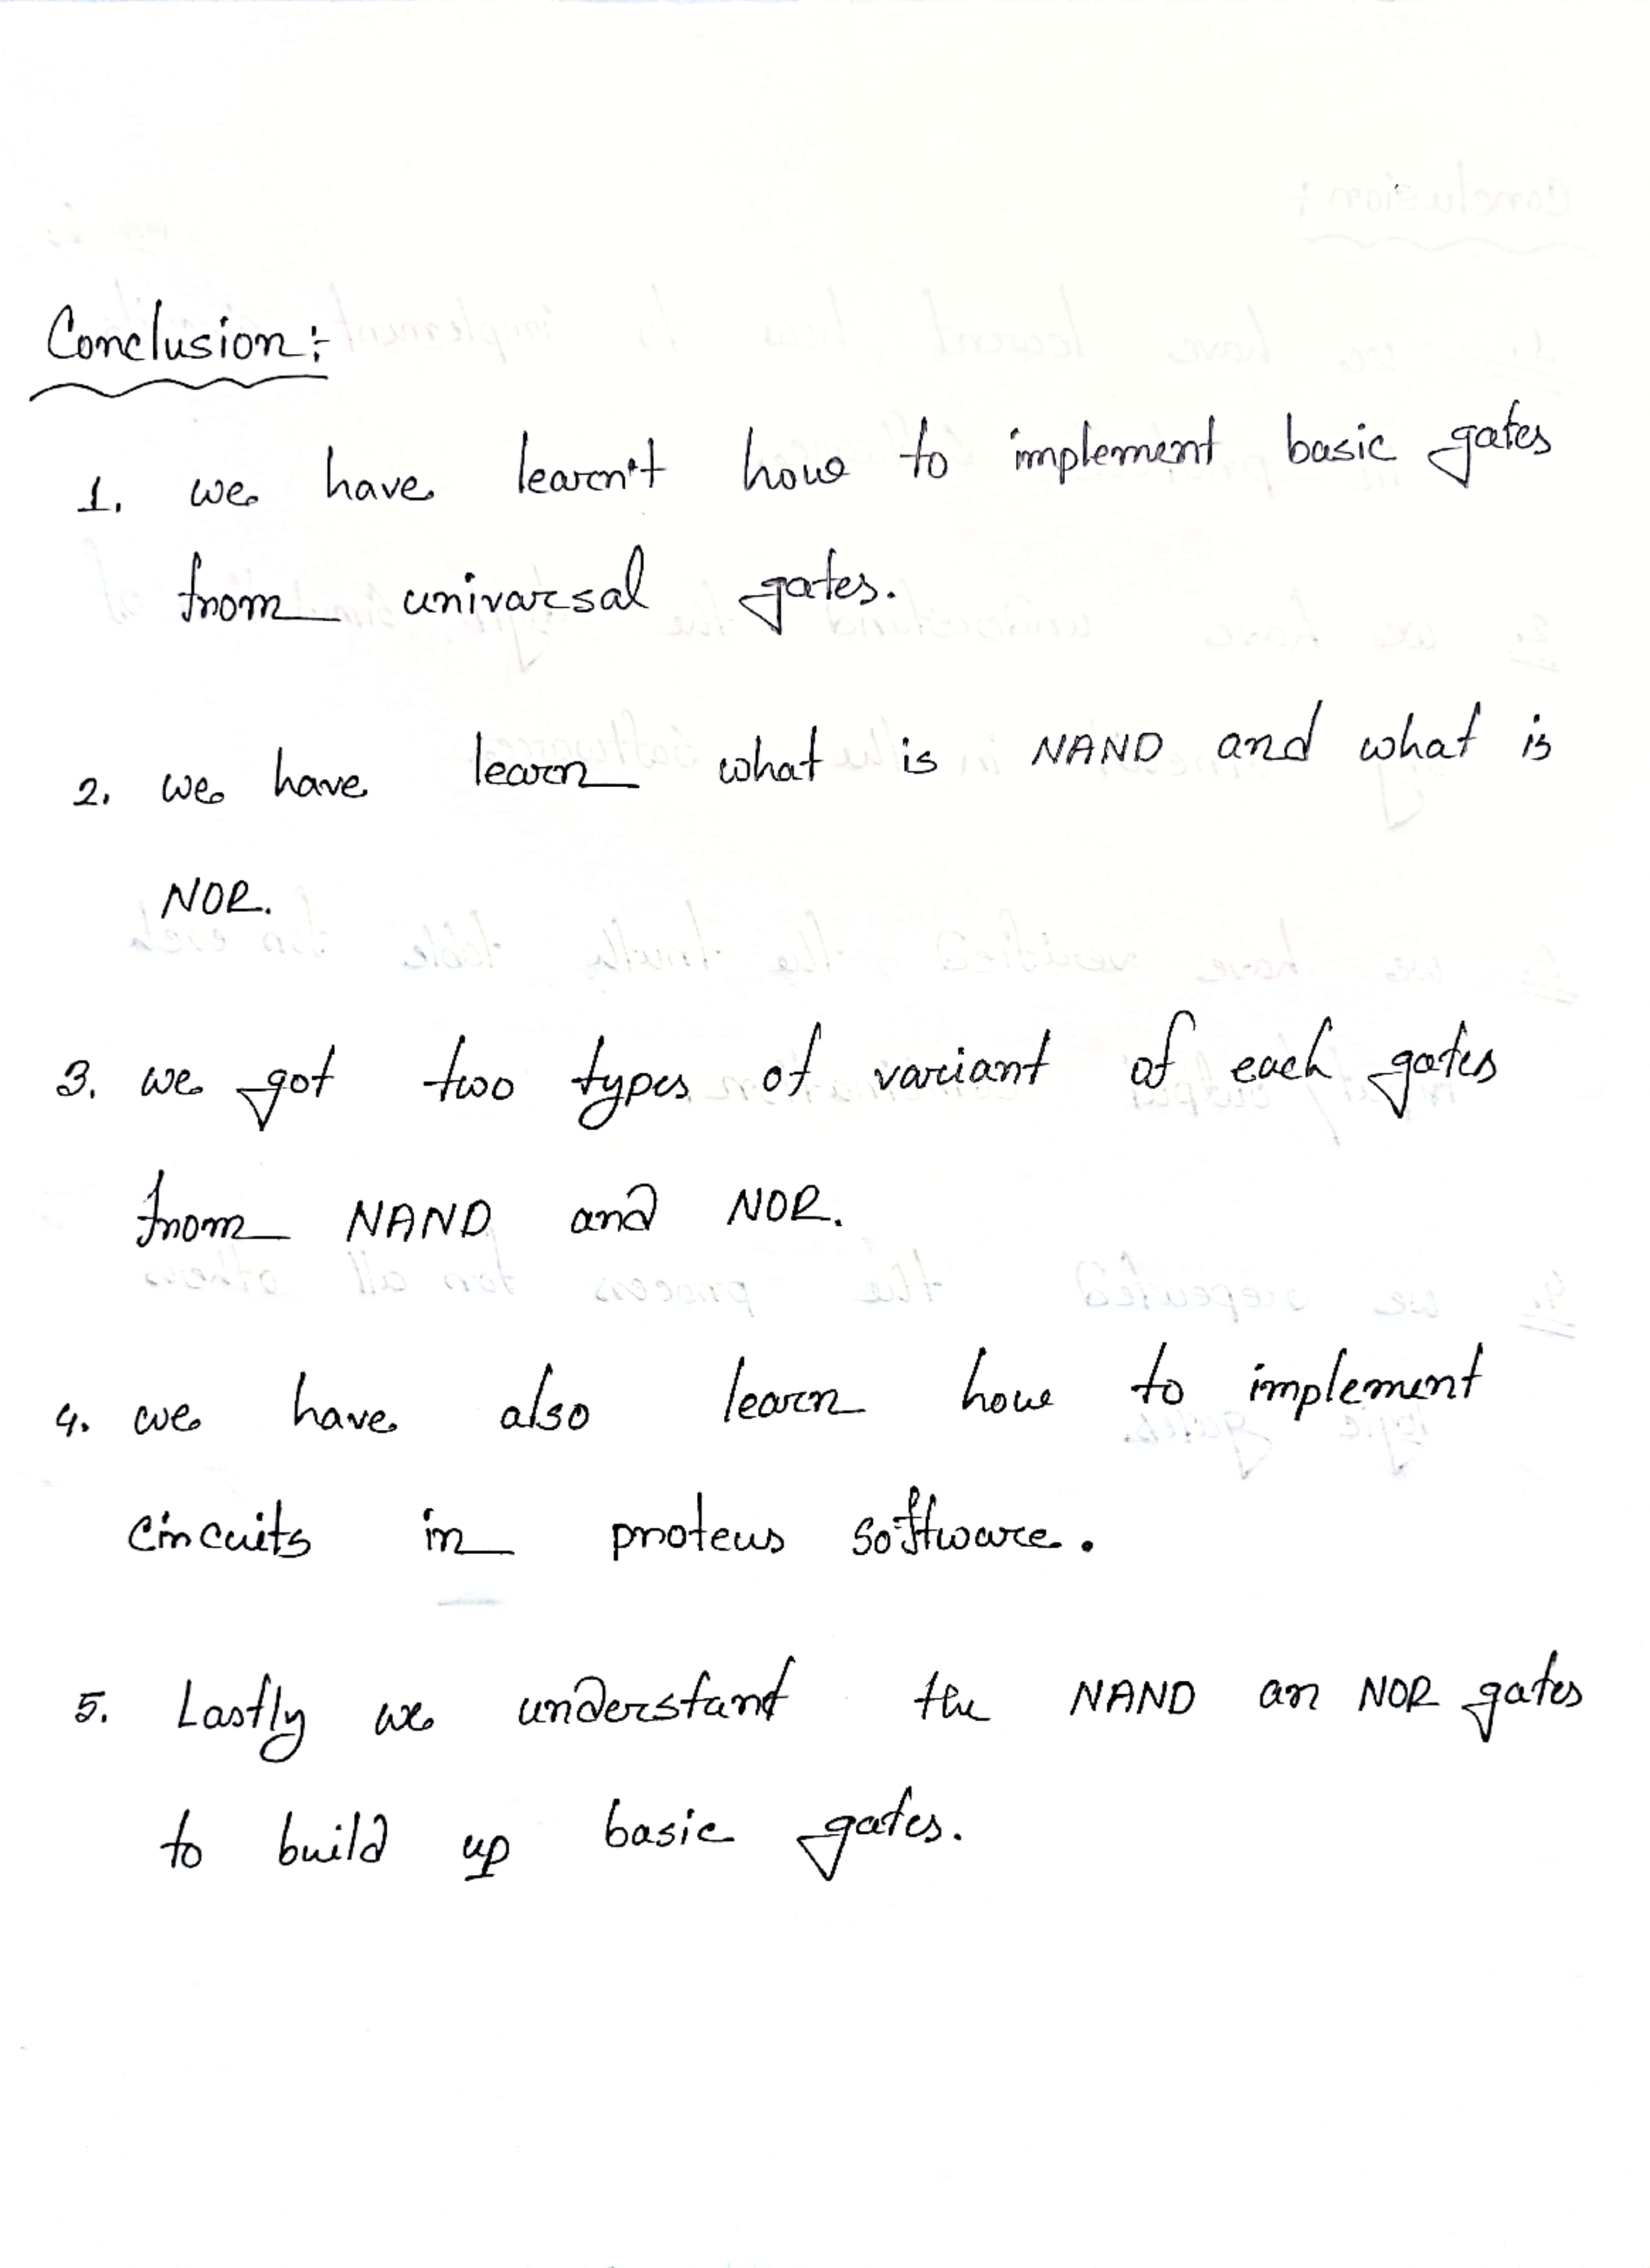 Conclusion:
1. we have learn't how to implement basic gates
from univarsal gates.
2. we have learn what is NAND and what is
NOR.
3. we got two types of variant of each gates
from NAND and NOR.
4. we have also learn how to implement
circuits in proteus software.
5. Lastly we understant the NAND an NOR gates
to build up basic gates.